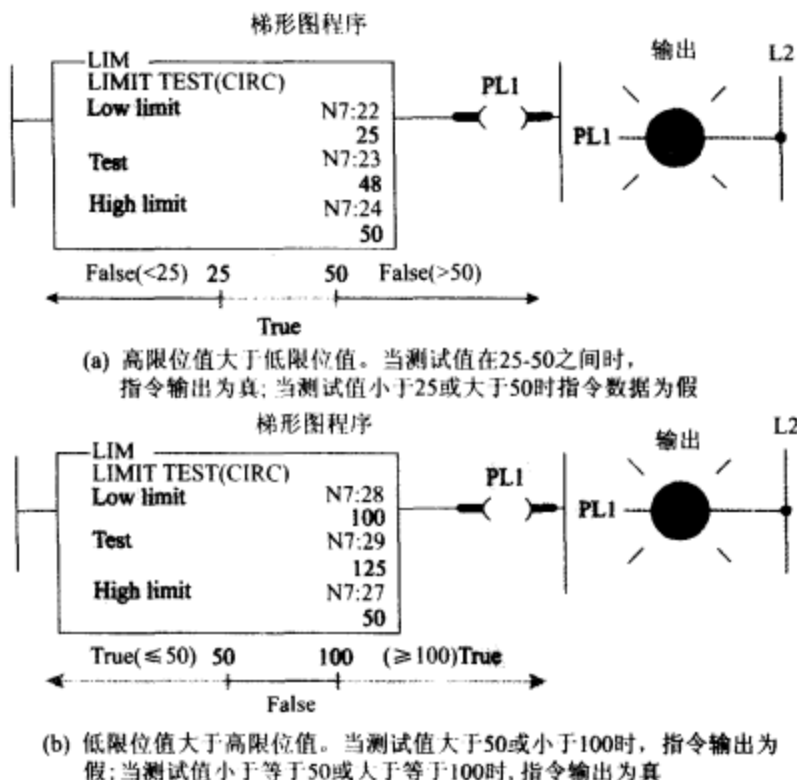 梯形图程序
LIM
LIMIT TEST(CIRC)
Low limit N7:22
25
Test N7:23
48
High limit N7:24
50
PL1
输出
L2
PL1
False(<25) 25 50 False(>50)
True
(a) 高限位值大于低限位值。当测试值在25-50之间时，
指令输出为真; 当测试值小于25或大于50时指令数据为假
梯形图程序
LIM
LIMIT TEST(CIRC)
Low limit N7:28
100
Test N7:29
125
High limit N7:27
50
PL1
输出
L2
PL1
True(≤50) 50 100 (≥100)True
False
(b) 低限位值大于高限位值。当测试值大于50或小于100时，指令输出为
假; 当测试值小于等于50或大于等于100时, 指令输出为真